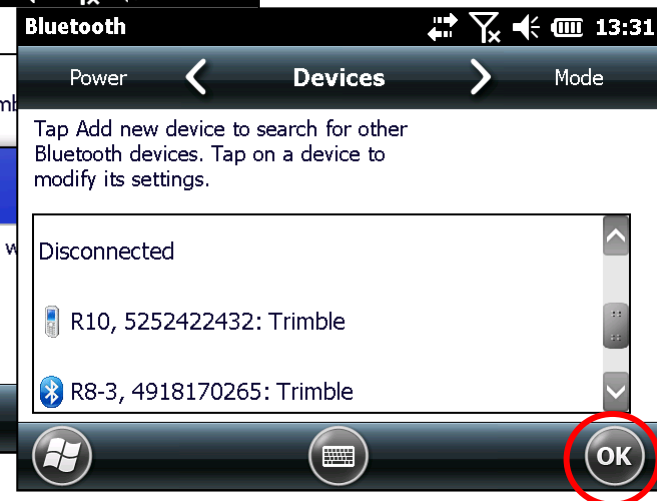 Bluetooth
13:31
Power
Devices
Mode
Tap Add new device to search for other
Bluetooth devices. Tap on a device to
modify its settings.
Disconnected
R10, 5252422432: Trimble
R8-3, 4918170265: Trimble
OK